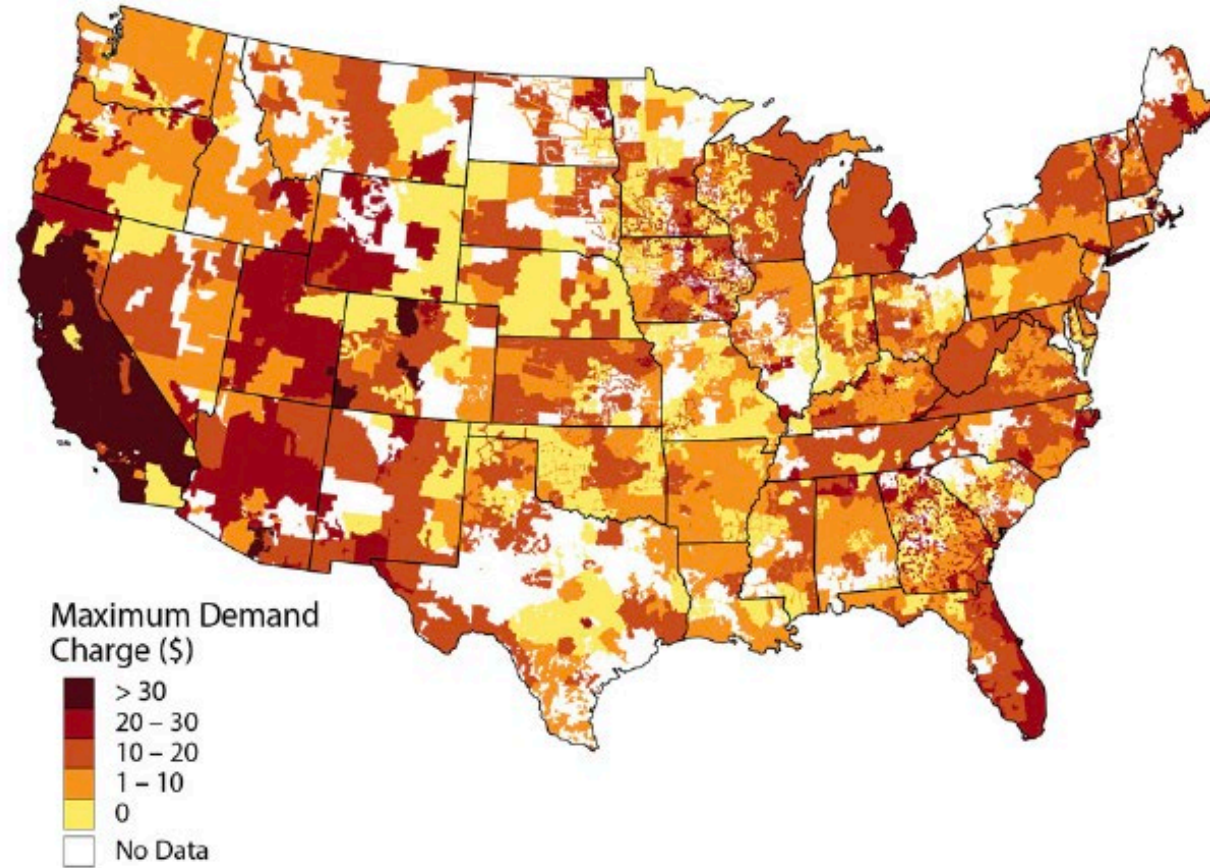 Maximum Demand
Charge ($)
> 30
20 – 30
10 – 20
1 – 10
0
No Data